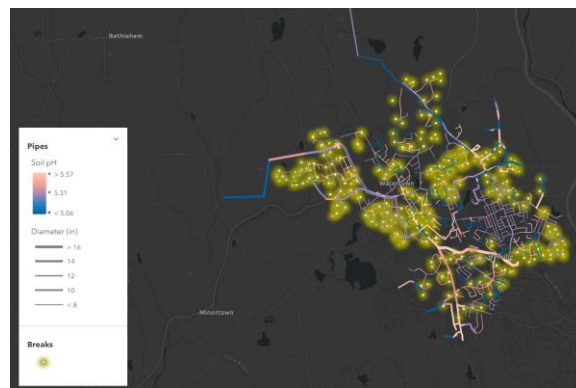 Bethlehem
Pipes
Soil pH
> 5.57
5.31
< 5.06
Diameter (in)
> 16
14
12
10
< 8
Breaks
Watertown
Minortown